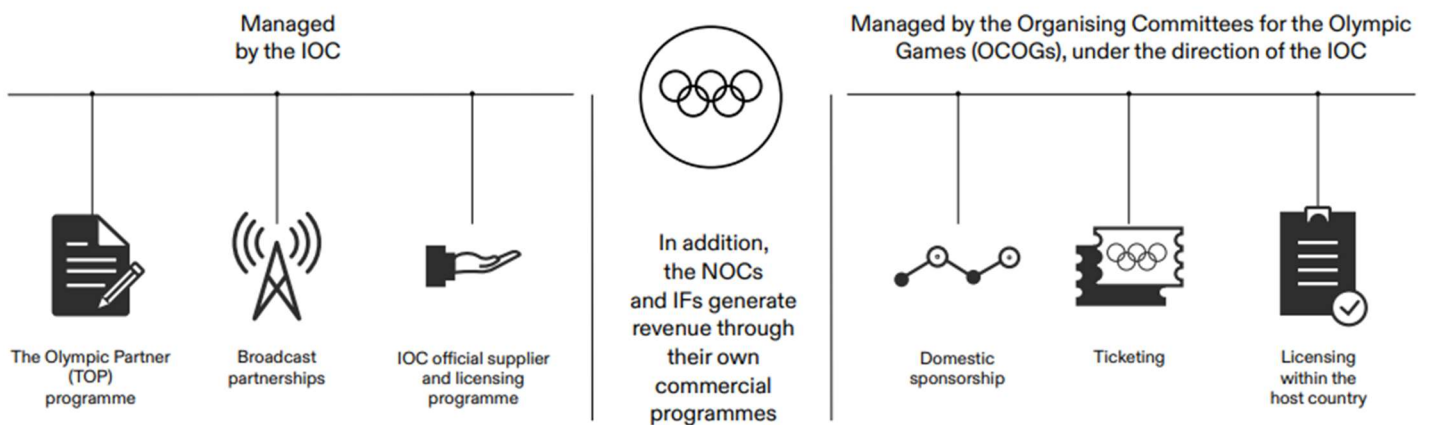 Managed
by the IOC
The Olympic Partner
(TOP)
programme
Broadcast
partnerships
IOC official supplier
and licensing
programme
In addition,
the NOCs
and IFs generate
revenue through
their own
commercial
programmes
Managed by the Organising Committees for the Olympic
Games (OCOGs), under the direction of the IOC
Domestic
sponsorship
Ticketing
Licensing
within the
host country